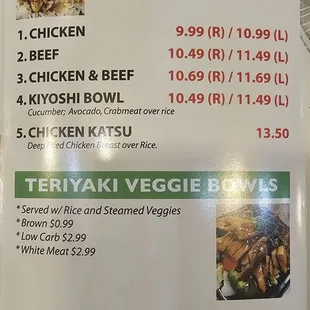 1. CHICKEN 9.99 (R) / 10.99 (L)
2. BEEF 10.49 (R) / 11.49 (L)
3. CHICKEN & BEEF 10.69 (R) / 11.69 (L)
4. KIYOSHI BOWL 10.49 (R) / 11.49 (L)
Cucumber, Avocado, Crabmeat over rice
5. CHICKEN KATSU 13.50
Deep Fried Chicken Breast over Rice.
TERIYAKI VEGGIE BOWLS
* Served w/ Rice and Steamed Veggies
* Brown $0.99
* Low Carb $2.99
* White Meat $2.99